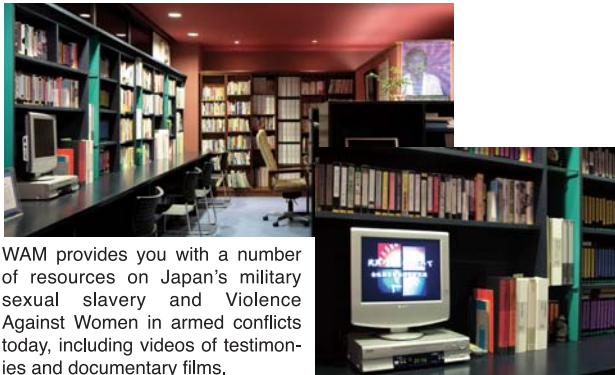 WAM provides you with a number
of resources on Japan's military
sexual slavery and Violence
Against Women in armed conflicts
today, including videos of testimon-
ies and documentary films,